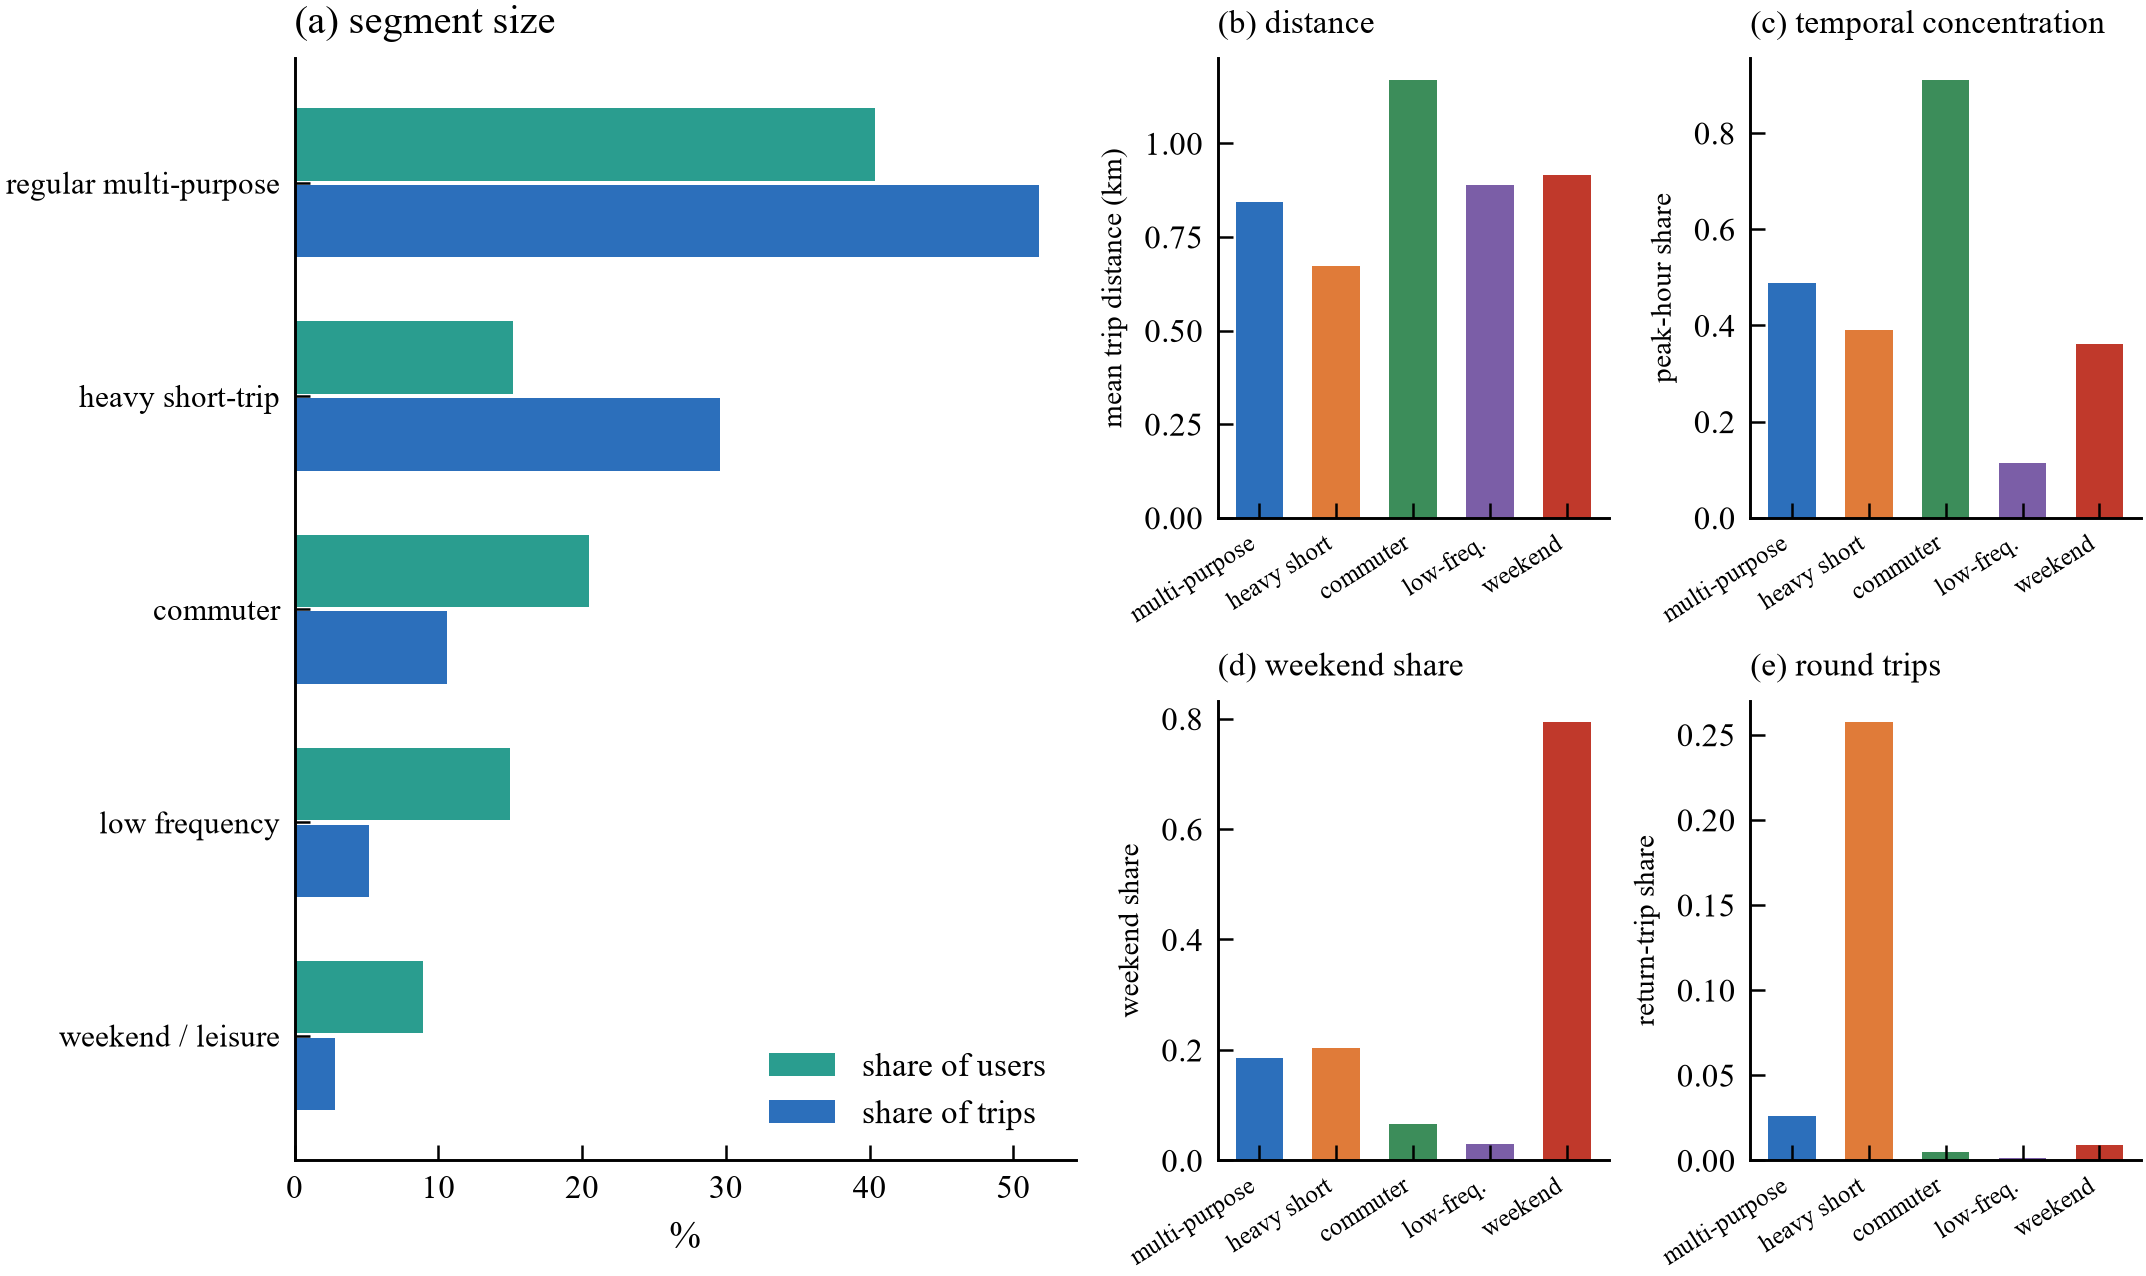 (a) segment size
regular multi-purpose
heavy short-trip
commuter
low frequency
weekend / leisure
share of users
share of trips
0 10 20 30 40 50
%
(b) distance
mean trip distance (km)
1.00
0.75
0.50
0.25
0.00
multi-purpose
heavy short
commuter
low-freq.
weekend
(c) temporal concentration
peak-hour share
0.8
0.6
0.4
0.2
0.0
multi-purpose
heavy short
commuter
low-freq.
weekend
(d) weekend share
weekend share
0.8
0.6
0.4
0.2
0.0
multi-purpose
heavy short
commuter
low-freq.
weekend
(e) round trips
return-trip share
0.25
0.20
0.15
0.10
0.05
0.00
multi-purpose
heavy short
commuter
low-freq.
weekend